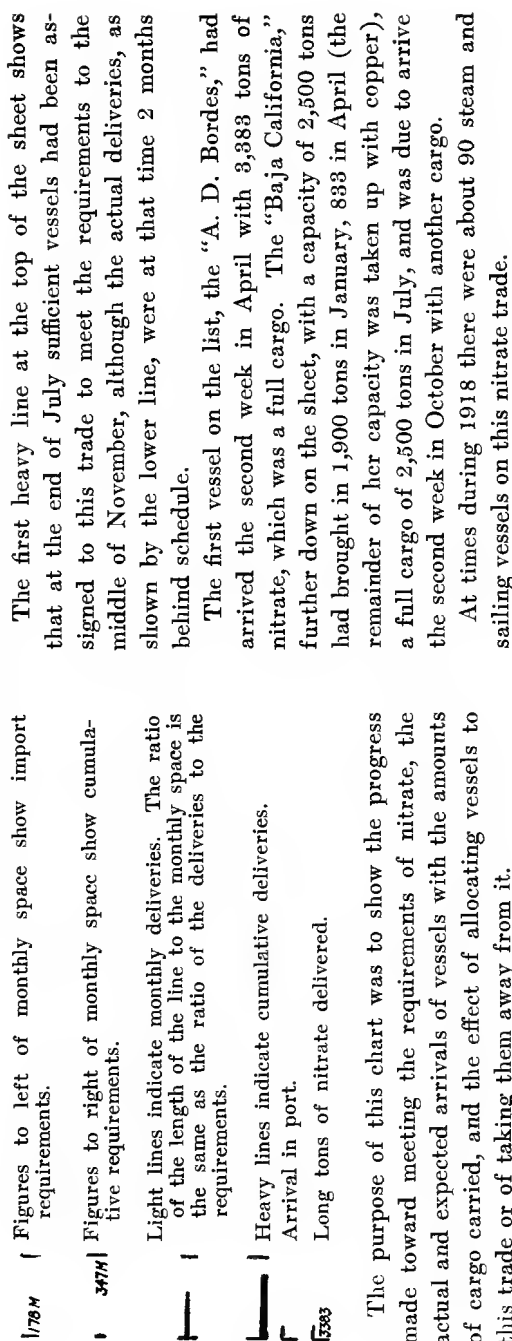 178M Figures to left of monthly space show import
requirements.
347M Figures to right of monthly spacc show cumula-
tive requirements.
Light lines indicate monthly deliveries. The ratio
of the length of the line to the monthly space is
the same as the ratio of the deliveries to the
requirements.
Heavy lines indicate cumulative deliveries.
Arrival in port.
3383 Long tons of nitrate delivered.
The purpose of this chart was to show the progress
made toward meeting the requirements of nitrate, the
actual and expected arrivals of vessels with the amounts
of cargo carried, and the effect of allocating vessels to
this trade or of taking them away from it.
The first heavy line at the top of the sheet shows
that at the end of July sufficient vessels had been as-
signed to this trade to meet the requirements to the
middle of November, although the actual deliveries, as
shown by the lower line, were at that time 2 months
behind schedule.
The first vessel on the list, the “A. D. Bordes,” had
arrived the second week in April with 3,383 tons of
nitrate, which was a full cargo. The “Baja California,”
further down on the shcet, with a capacity of 2,500 tons
had brought in 1,900 tons in January, 833 in April (the
remainder of hcr capacity was taken up with copper),
a full cargo of 2,500 tons in July, and was due to arrive
the second week in October with another cargo.
At times during 1918 there were about 90 steam and
sailing vessels on this nitrate trade.